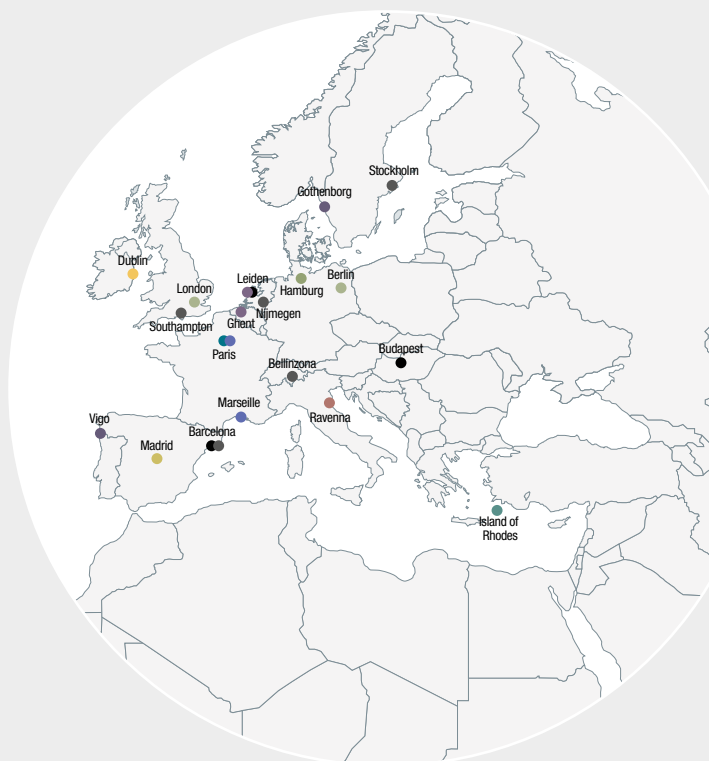 Stockholm
Gothenborg
Dublin
Leiden
Berlin
London
Hamburg
Nijmegen
Southampton
Ghent
Paris
Budapest
Bellinzona
Marseille
Ravenna
Vigo
Barcelona
Madrid
Island of
Rhodes